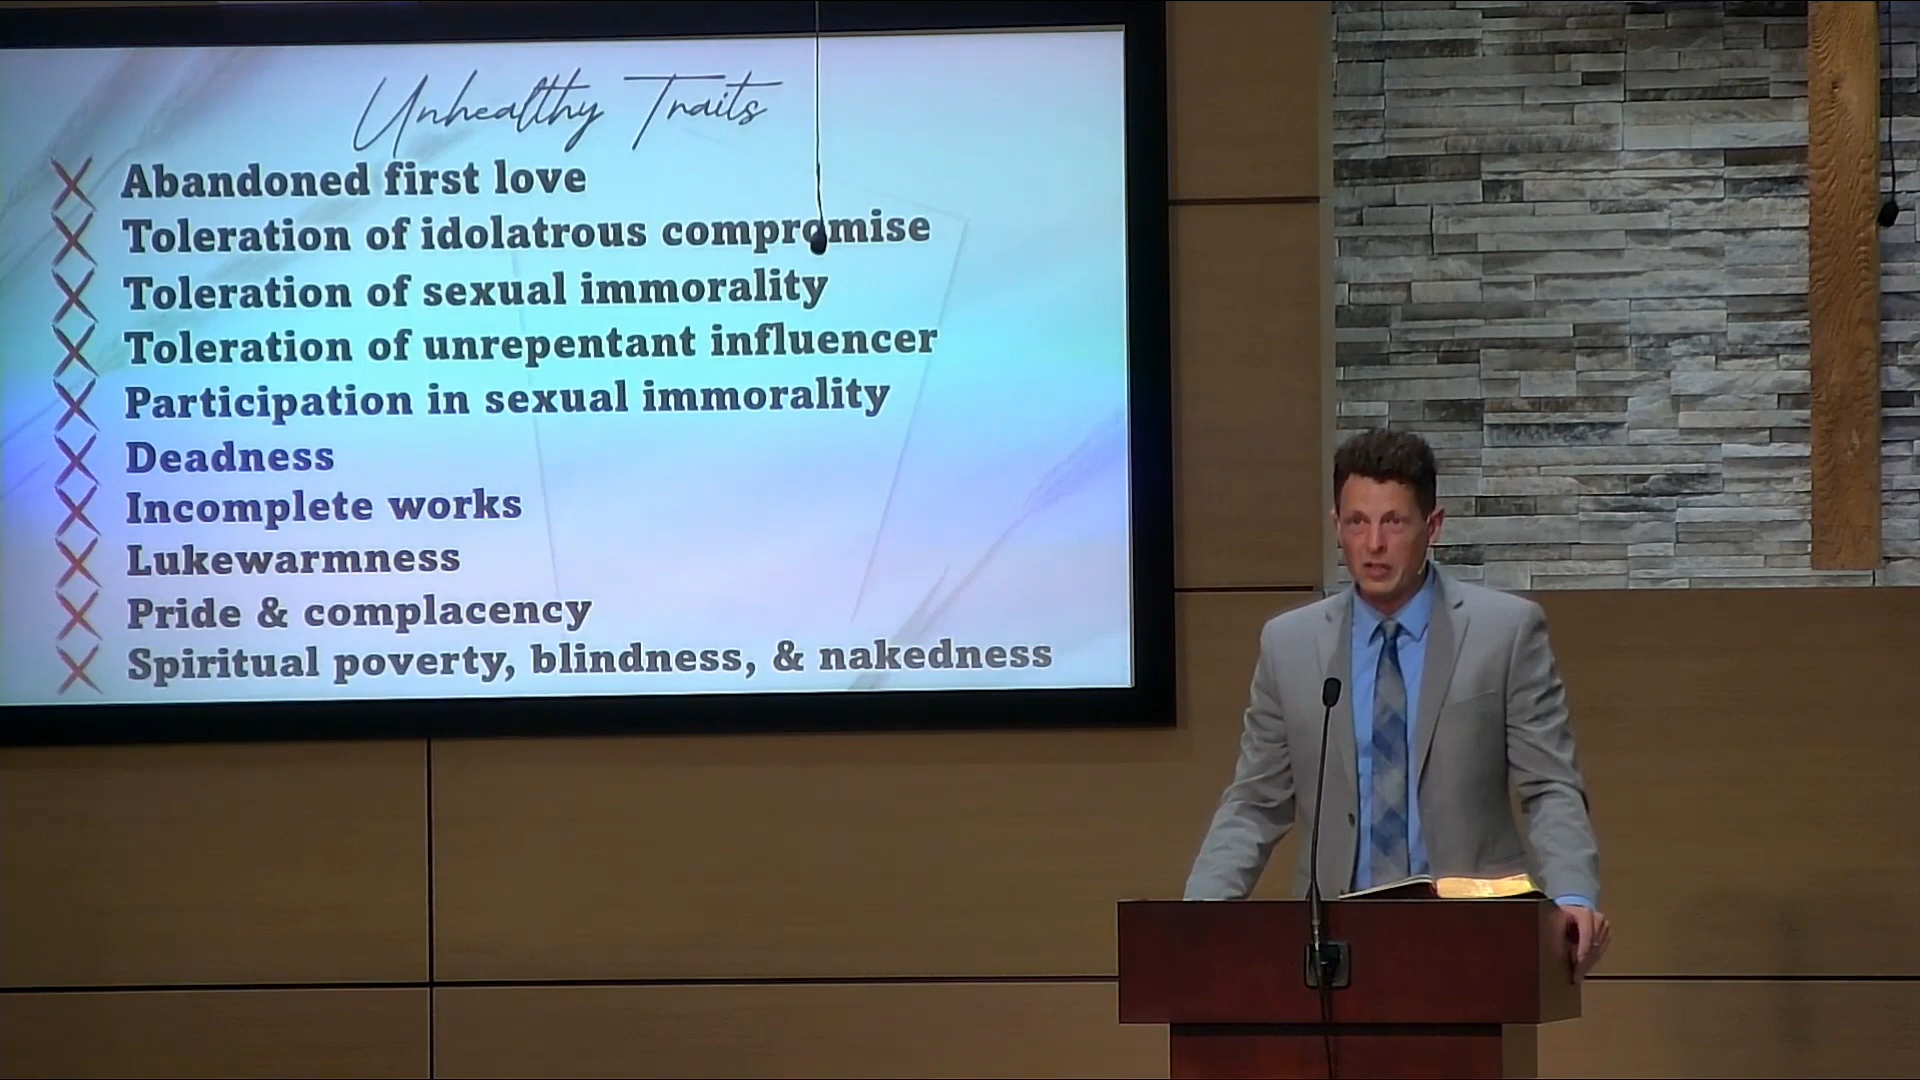 Unhealthy Traits
Abandoned first love
Toleration of idolatrous compromise
Toleration of sexual immorality
Toleration of unrepentant influencer
Participation in sexual immorality
Deadness
Incomplete works
Lukewarmness
Pride & complacency
Spiritual poverty, blindness, & nakedness